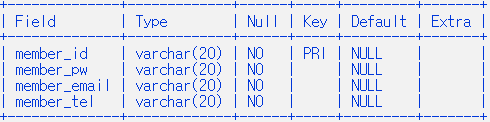 +--------------+-------------+------+-----+---------+-------+
| Field        | Type        | Null | Key | Default | Extra |
+--------------+-------------+------+-----+---------+-------+
| member_id    | varchar(20) | NO   | PRI | NULL    |       |
| member_pw    | varchar(20) | NO   |     | NULL    |       |
| member_email | varchar(20) | NO   |     | NULL    |       |
| member_tel   | varchar(20) | NO   |     | NULL    |       |
+--------------+-------------+------+-----+---------+-------+